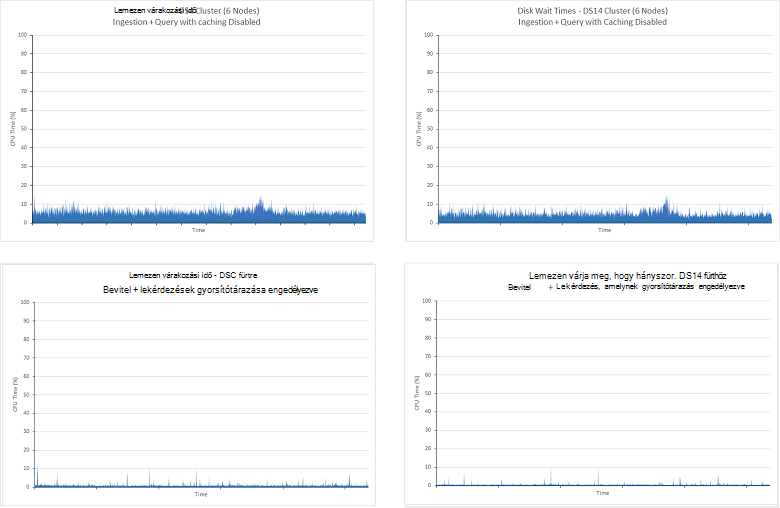 Lemezen várakozási idő Cluster (6 Nodes)
Ingestion + Query with caching Disabled
100
90
80
70
60
50
40
30
20
10
0
CPU Time (%)
Time
Disk Wait Times - DS14 Cluster (6 Nodes)
Ingestion + Query with Caching Disabled
100
90
80
70
60
50
40
30
20
10
0
CPU Time (%)
Time
Lemezen várakozási idő - DSC fürtre
Bevitel + lekérdezések gyorsítótárazása engedélyezve
100
90
80
70
60
50
40
30
20
10
0
CPU Time (%)
Time
Lemezen várja meg, hogy hányszor. DS14 fürthöz
Bevitel + Lekérdezés, amelynek gyorsítótárazás engedélyezve
100
90
80
70
60
50
40
30
20
10
0
CPU Time (%)
Time